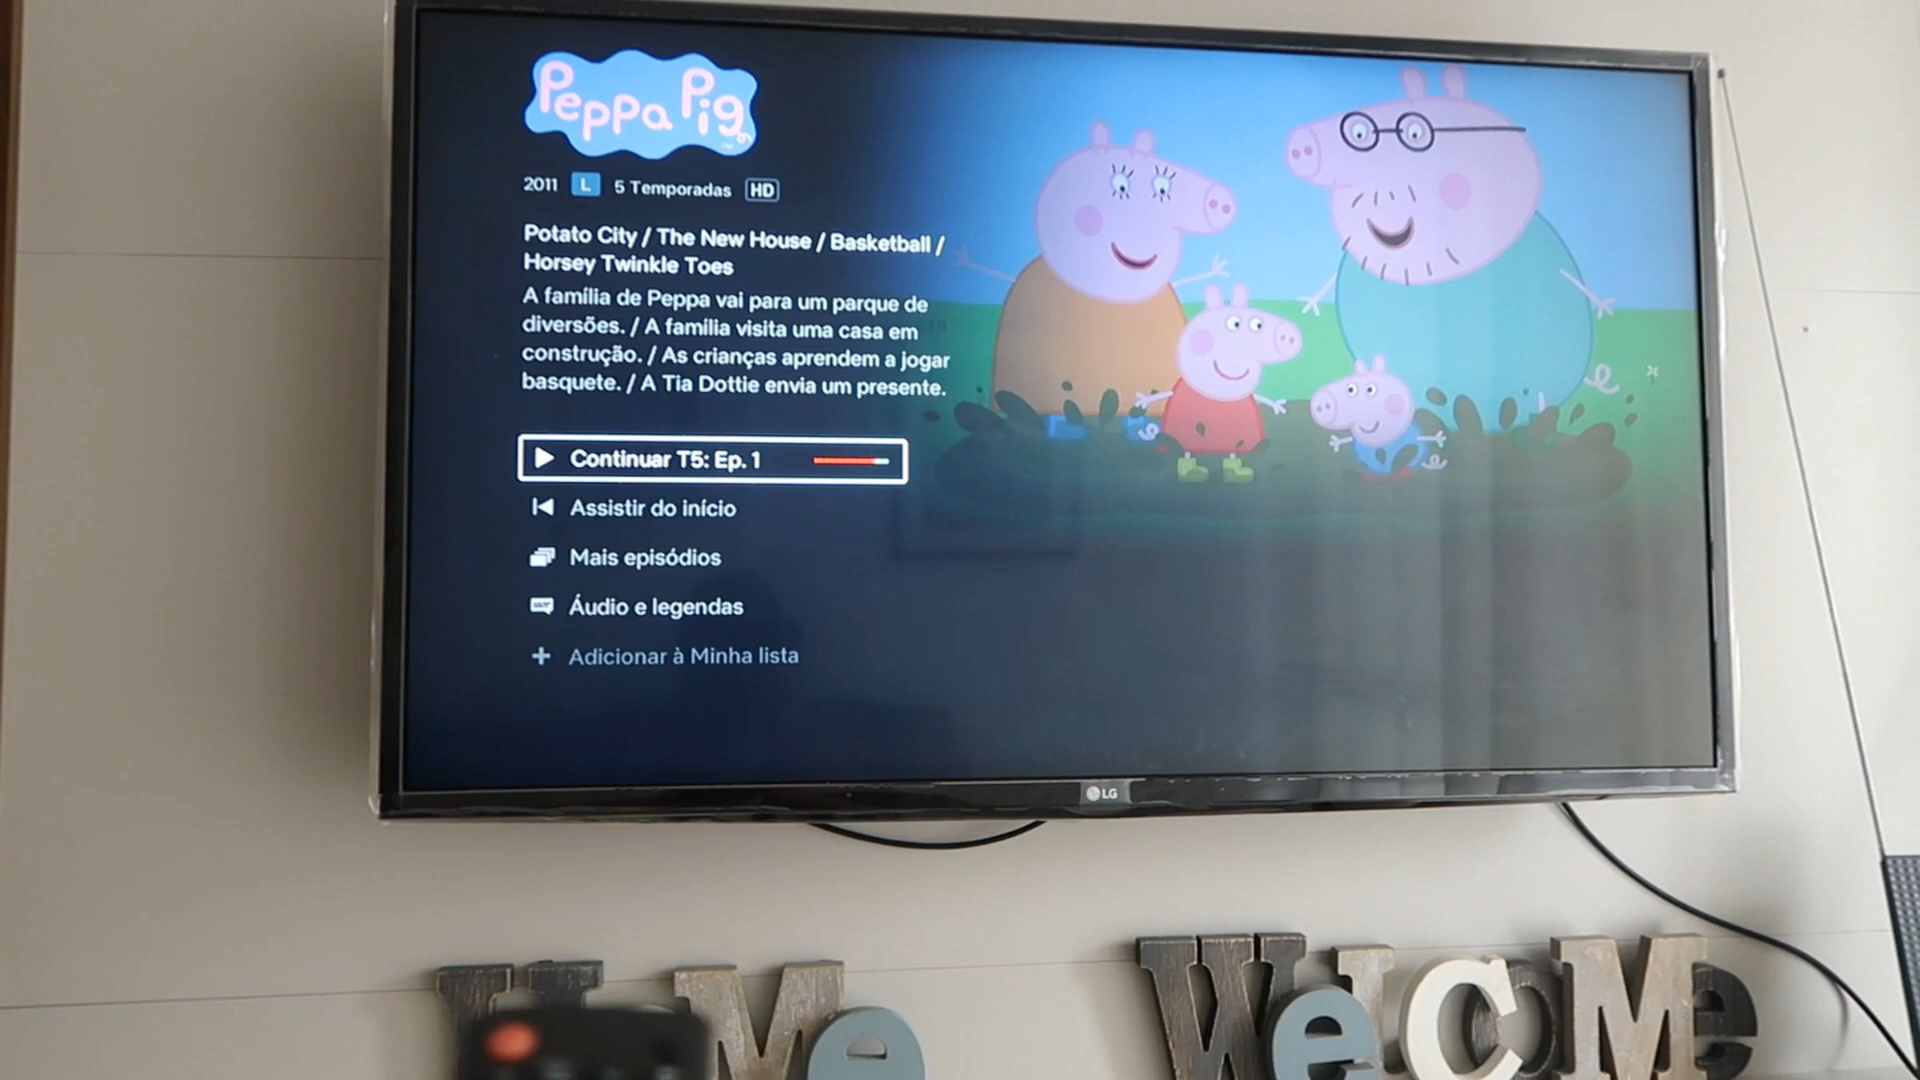 Peppa Pig
2011 L 5 Temporadas HD
Potato City / The New House / Basketball /
Horsey Twinkle Toes
A família de Peppa vai para um parque de
diversões. / A família visita uma casa em
construção. / As crianças aprendem a jogar
basquete. / A Tia Dottie envia um presente.
Continuar T5: Ep. 1
Assistir do início
Mais episódios
Áudio e legendas
Adicionar à Minha lista
LG
HoMe
WelCoMe